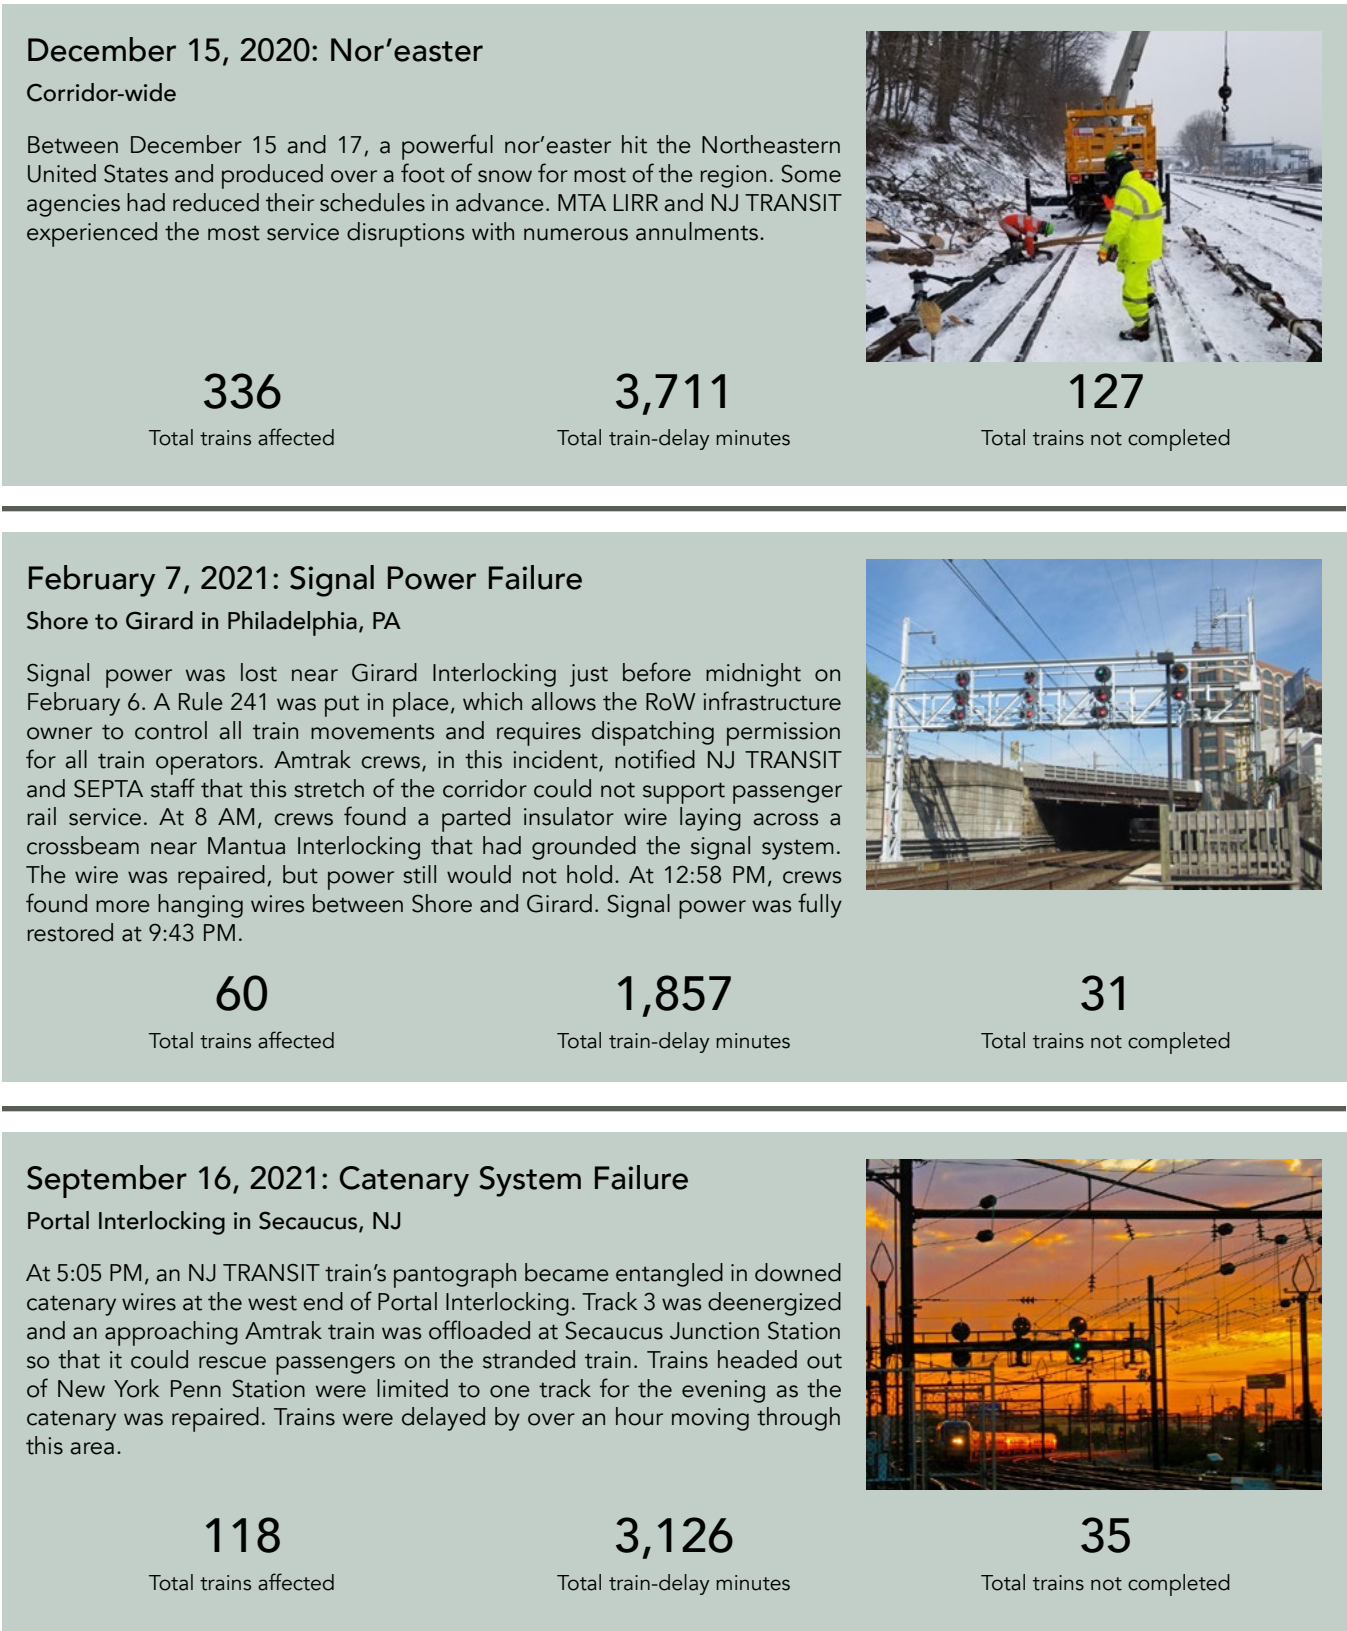 December 15, 2020: Nor’easter
Corridor-wide
Between December 15 and 17, a powerful nor’easter hit the Northeastern
United States and produced over a foot of snow for most of the region. Some
agencies had reduced their schedules in advance. MTA LIRR and NJ TRANSIT
experienced the most service disruptions with numerous annulments.
336
Total trains affected
3,711
Total train-delay minutes
127
Total trains not completed
February 7, 2021: Signal Power Failure
Shore to Girard in Philadelphia, PA
Signal power was lost near Girard Interlocking just before midnight on
February 6. A Rule 241 was put in place, which allows the RoW infrastructure
owner to control all train movements and requires dispatching permission
for all train operators. Amtrak crews, in this incident, notified NJ TRANSIT
and SEPTA staff that this stretch of the corridor could not support passenger
rail service. At 8 AM, crews found a parted insulator wire laying across a
crossbeam near Mantua Interlocking that had grounded the signal system.
The wire was repaired, but power still would not hold. At 12:58 PM, crews
found more hanging wires between Shore and Girard. Signal power was fully
restored at 9:43 PM.
60
Total trains affected
1,857
Total train-delay minutes
31
Total trains not completed
September 16, 2021: Catenary System Failure
Portal Interlocking in Secaucus, NJ
At 5:05 PM, an NJ TRANSIT train’s pantograph became entangled in downed
catenary wires at the west end of Portal Interlocking. Track 3 was deenergized
and an approaching Amtrak train was offloaded at Secaucus Junction Station
so that it could rescue passengers on the stranded train. Trains headed out
of New York Penn Station were limited to one track for the evening as the
catenary was repaired. Trains were delayed by over an hour moving through
this area.
118
Total trains affected
3,126
Total train-delay minutes
35
Total trains not completed